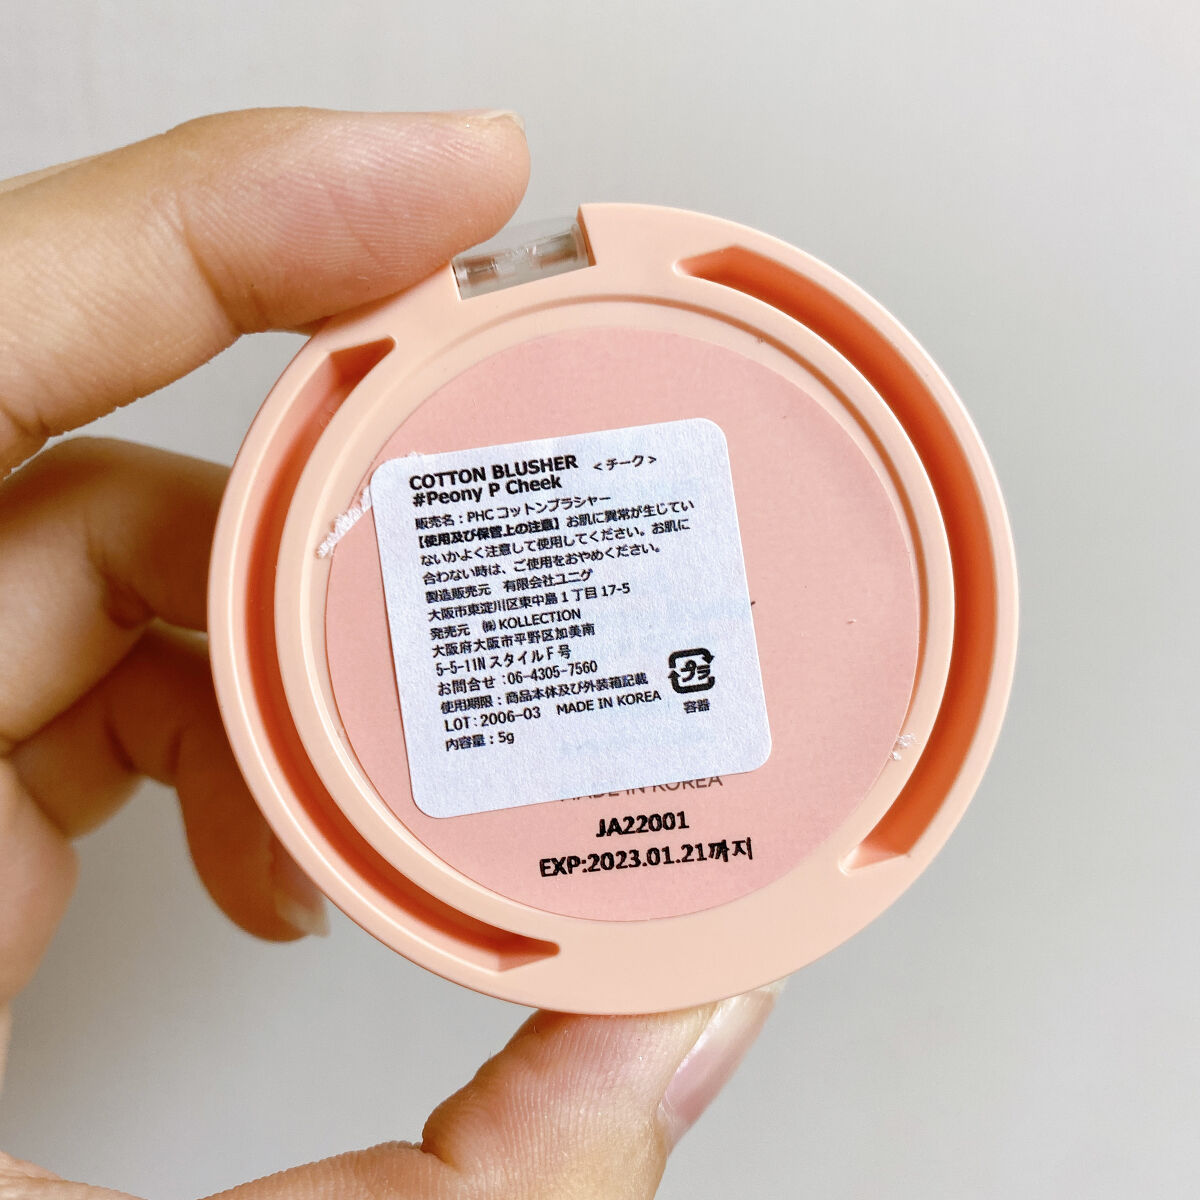 COTTON BLUSHER <チーク>
#Peony P Cheek
販売名：PHC コットンブラシャー
【使用及び保管上の注意】お肌に異常が生じてい
ないかよく注意して使用してください。お肌に
合わない時は、ご使用をおやめください。
製造販売元 有限会社ユニゲ
大阪市東淀川区東中島1丁目17-5
発売元 ㈱KOLLECTION
大阪府大阪市平野区加美南
5-5-1INスタイルF号
お問合せ:06-4305-7560
使用期限：商品本体及び外装箱記載
LOT:2006-03 MADE IN KOREA
内容量：5g
プラ
容器
MADE IN KOREA
JA22001
EXP:2023.01.21까지